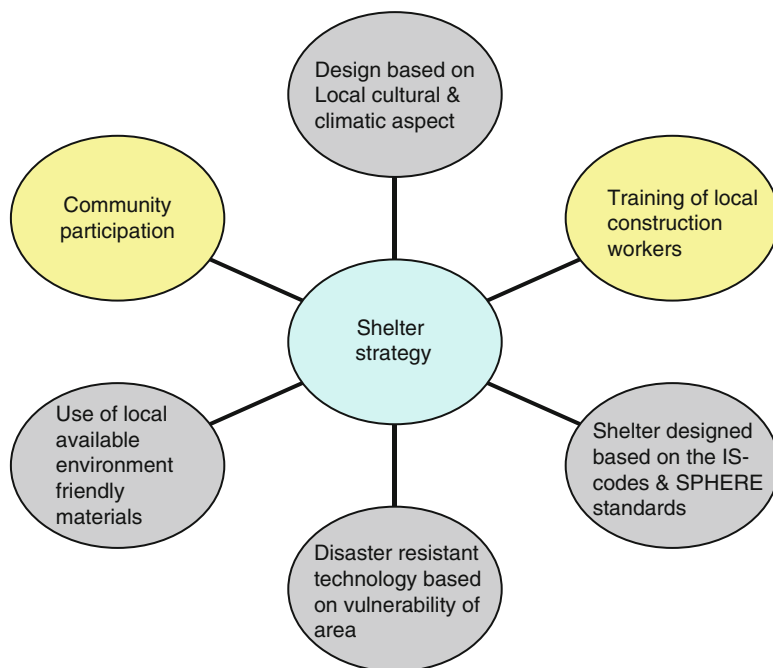 Design based on
Local cultural &
climatic aspect
Community
participation
Training of local
construction
workers
Shelter
strategy
Use of local
available
environment
friendly
materials
Shelter designed
based on the IS-
codes & SPHERE
standards
Disaster resistant
technology based
on vulnerability of
area